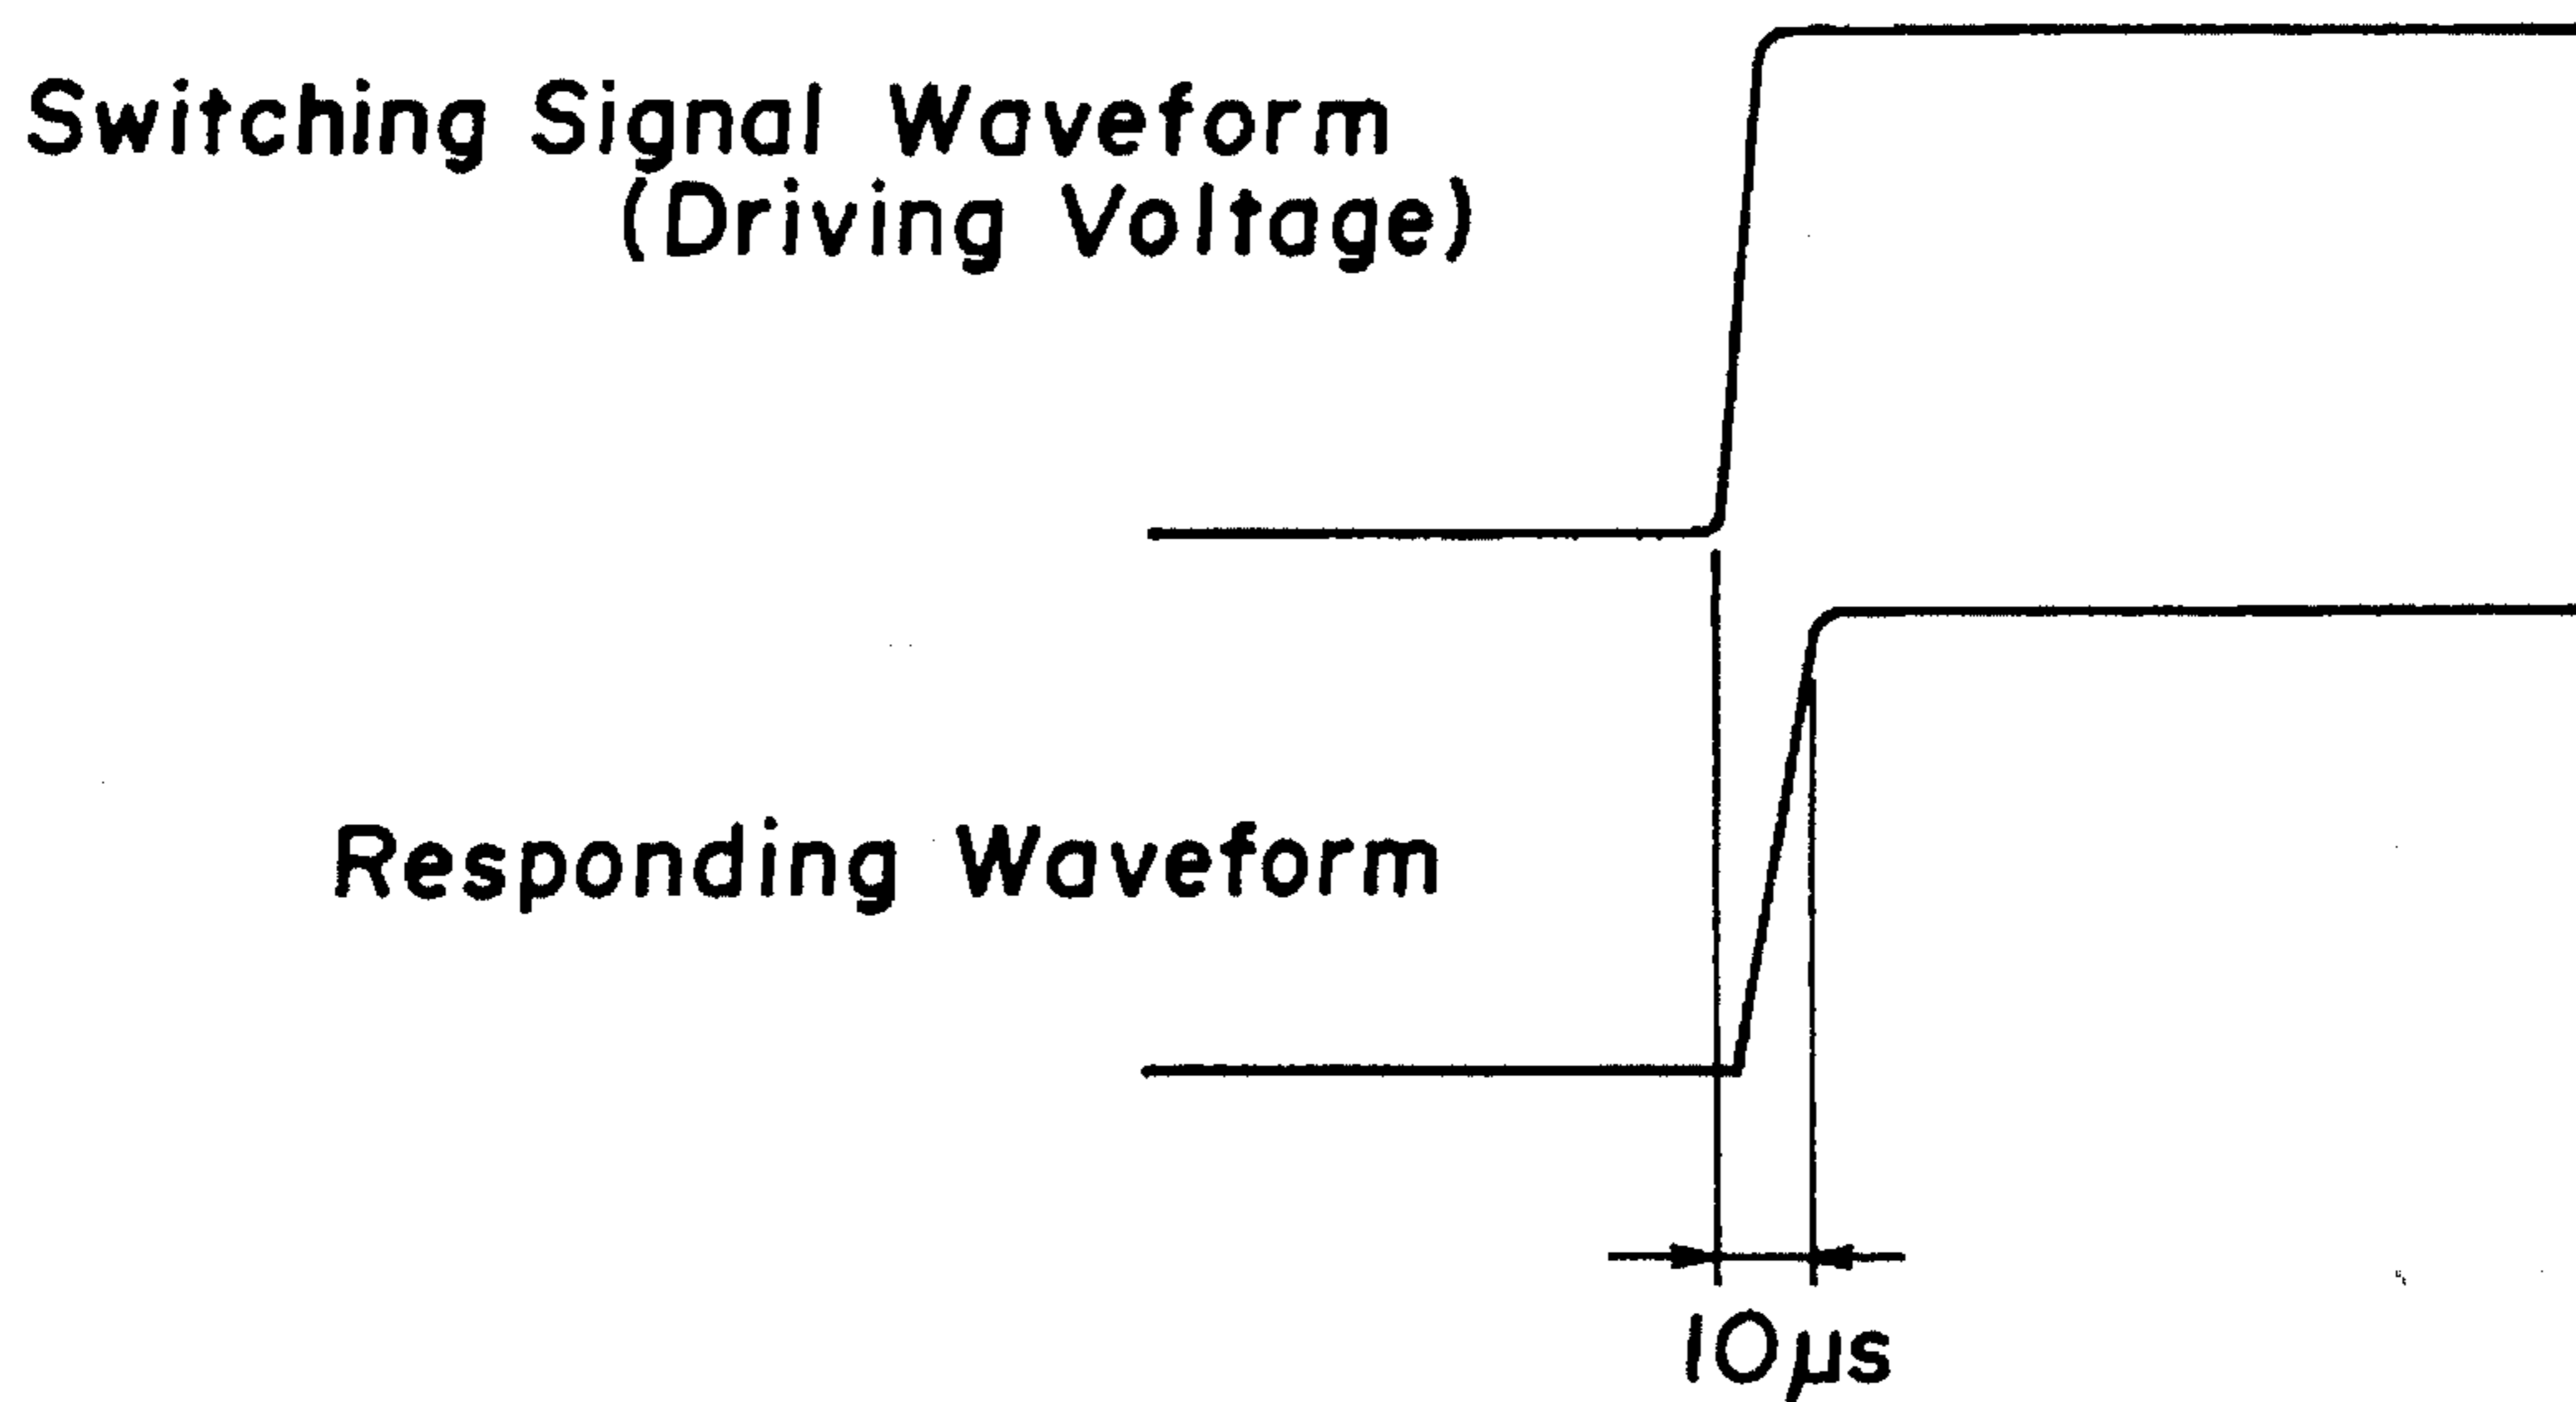 Switching Signal Waveform
(Driving Voltage)
Responding Waveform
10μs